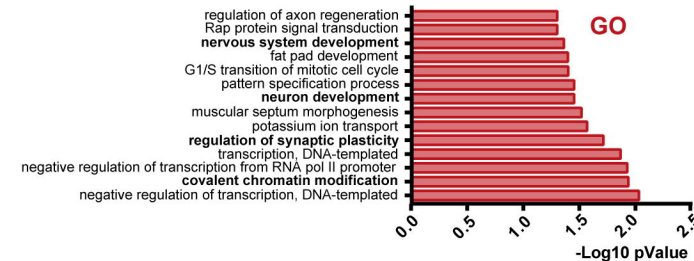 regulation of axon regeneration
Rap protein signal transduction
nervous system development
fat pad development
G1/S transition of mitotic cell cycle
pattern specification process
neuron development
muscular septum morphogenesis
potassium ion transport
regulation of synaptic plasticity
transcription, DNA-templated
negative regulation of transcription from RNA pol II promoter
covalent chromatin modification
negative regulation of transcription, DNA-templated
GO
0.0 0.5 1.0 1.5 2.0 2.5
-Log10 pValue